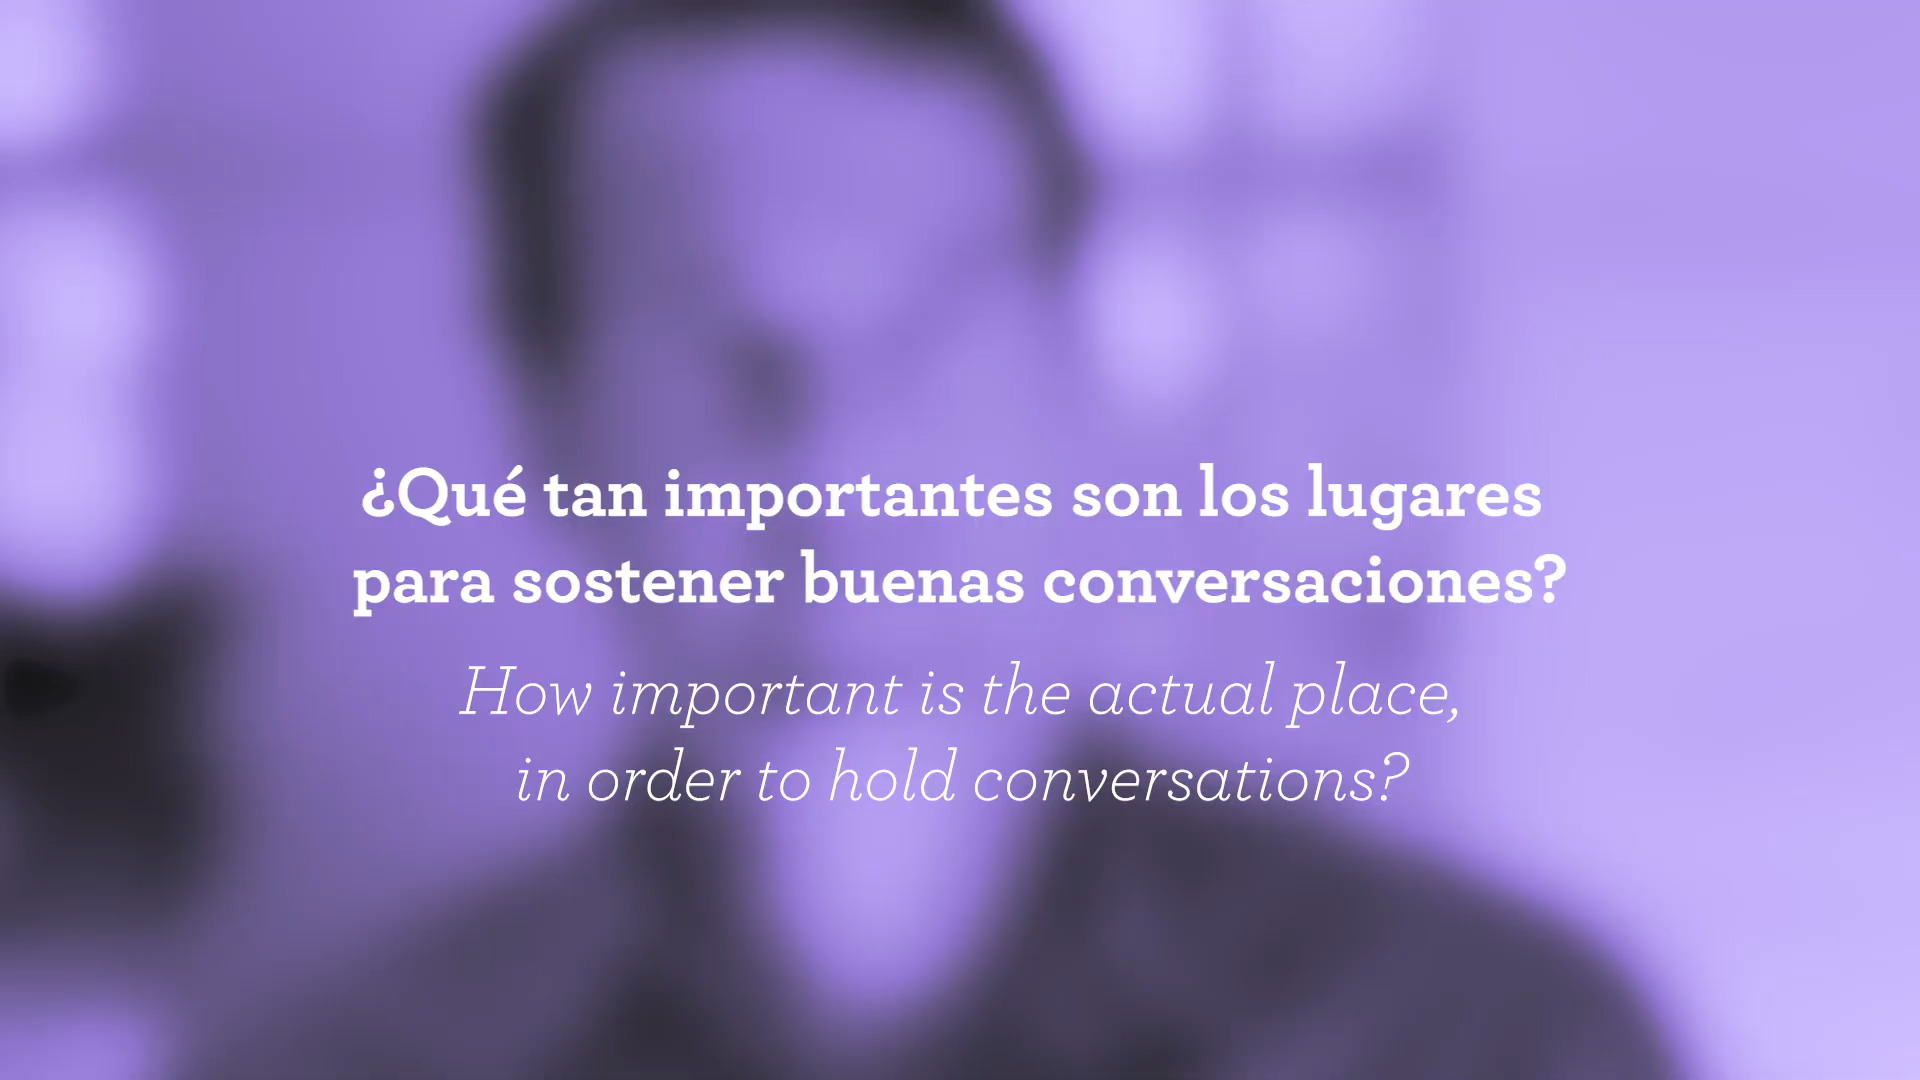 ¿Qué tan importantes son los lugares
para sostener buenas conversaciones?
How important is the actual place,
in order to hold conversations?